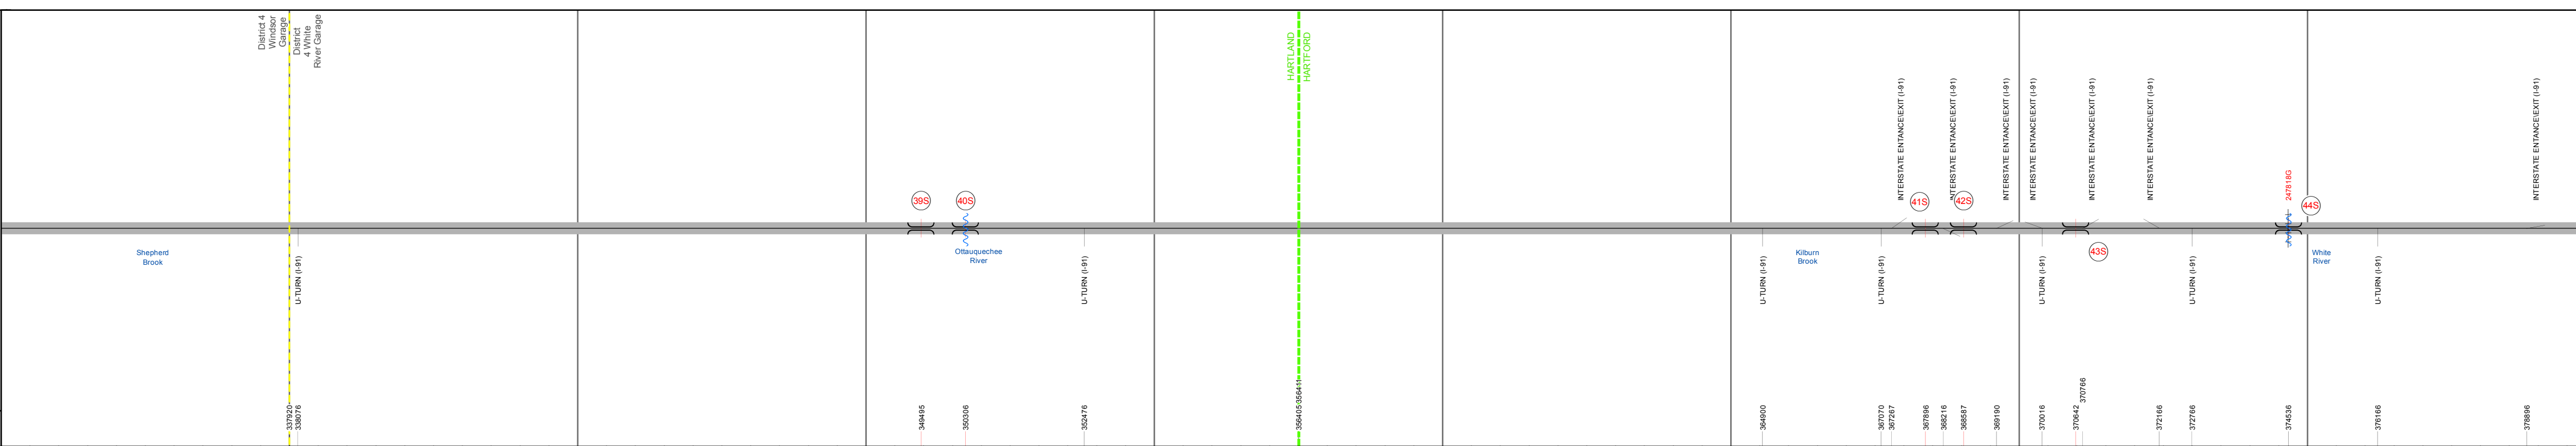 District 4
Windsor
Garage
District
4 White
River Garage
HARTLAND
HARTFORD
INTERSTATE ENTANCE\EXIT (I-91)
INTERSTATE ENTANCE\EXIT (I-91)
INTERSTATE ENTANCE\EXIT (I-91)
INTERSTATE ENTANCE\EXIT (I-91)
INTERSTATE ENTANCE\EXIT (I-91)
INTERSTATE ENTANCE\EXIT (I-91)
INTERSTATE ENTANCE\EXIT (I-91)
247818G
39S
40S
41S
42S
44S
43S
Shepherd
Brook
Ottauquechee
River
Kilburn
Brook
White
River
U-TURN (I-91)
U-TURN (I-91)
U-TURN (I-91)
U-TURN (I-91)
U-TURN (I-91)
U-TURN (I-91)
U-TURN (I-91)
337920
338076
349495
350306
352476
356405
356411
364900
367070
367267
367896
368216
368587
369190
370016
370642
370766
372166
372766
374536
376166
378896